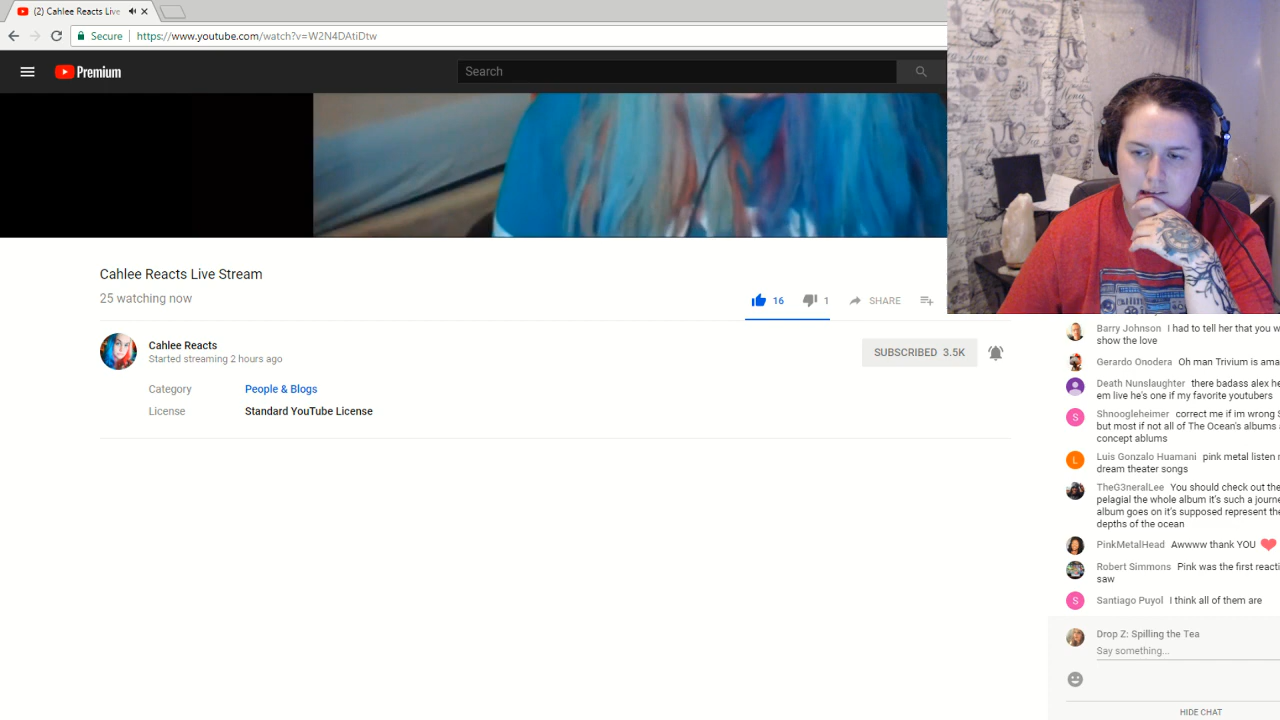 (2) Cahlee Reacts Live
Secure https://www.youtube.com/watch?v=W2N4DAtiDtw
Premium
Search
Cahlee Reacts Live Stream
25 watching now
16 1 SHARE
Cahlee Reacts
Started streaming 2 hours ago
SUBSCRIBED 3.5K
Category People & Blogs
License Standard YouTube License
Barry Johnson I had to tell her that you w
show the love
Gerardo Onodera Oh man Trivium is ama
Death Nunslaughter there badass alex he
em live he's one if my favorite youtubers
Shnoogleheimer correct me if im wrong S
but most if not all of The Ocean's albums a
concept ablums
Luis Gonzalo Huamani pink metal listen m
dream theater songs
TheG3neralLee You should check out the
pelagial the whole album it's such a journe
album goes on it's supposed represent the
depths of the ocean
PinkMetalHead Awwww thank YOU
Robert Simmons Pink was the first reacti
saw
Santiago Puyol I think all of them are
Drop Z: Spilling the Tea
Say something...
HIDE CHAT